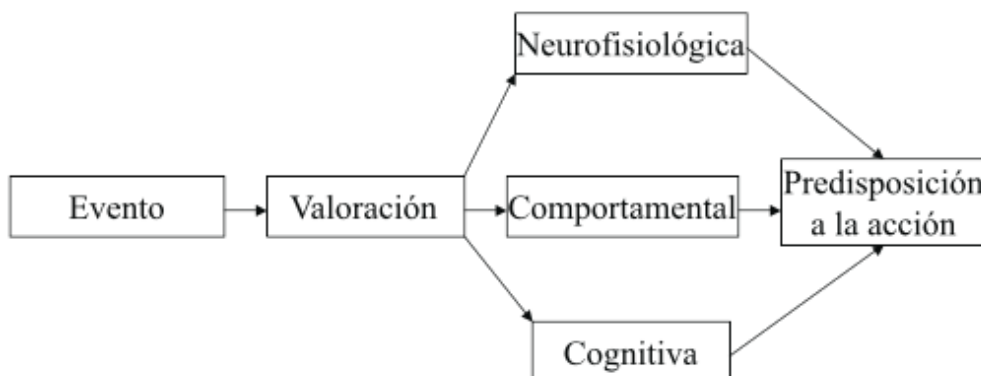 Neurofisiológica
Evento
Valoración
Comportamental
Predisposición
a la acción
Cognitiva